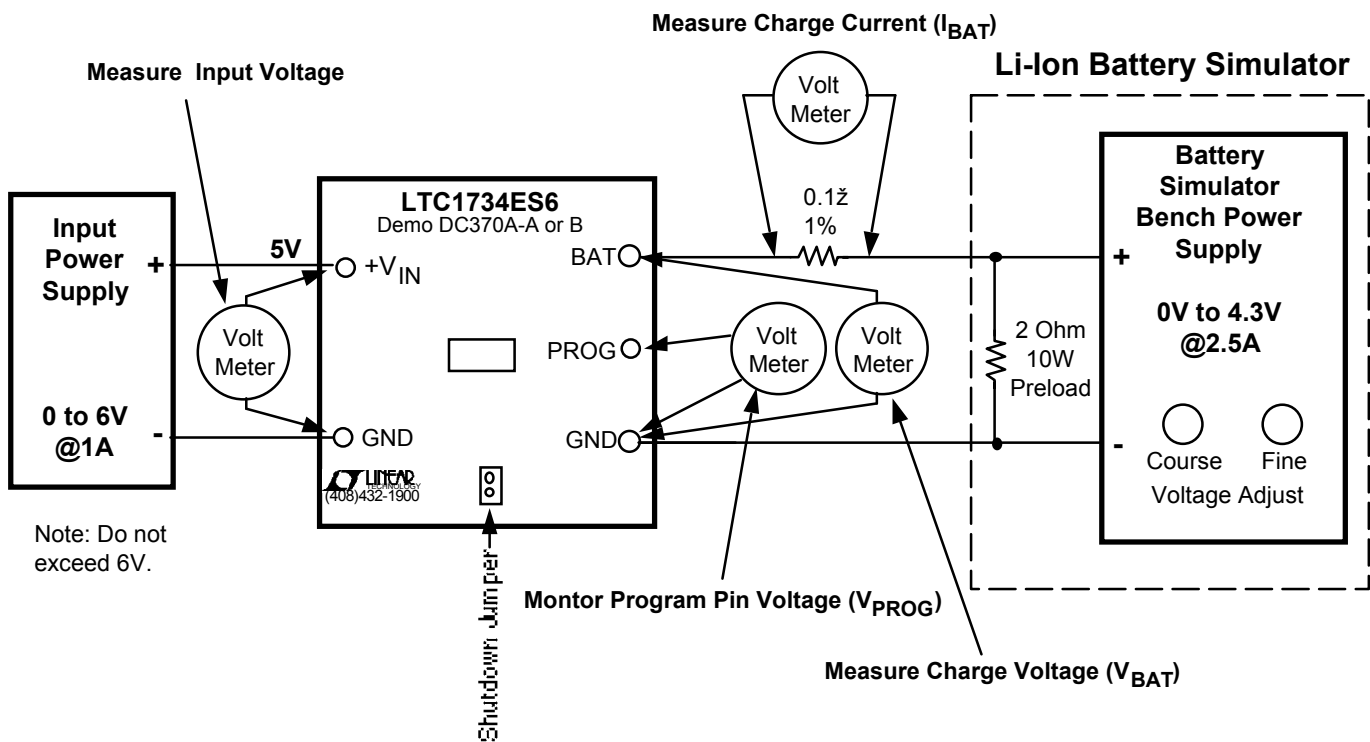 Measure Charge Current (IBAT)
Measure  Input Voltage
Volt
Meter
Li-Ion Battery Simulator
Input
Power
Supply
+
0 to 6V
@1A
-
5V
Volt
Meter
LTC1734ES6
Demo DC370A-A or B
+VIN
GND
BAT
PROG
GND
LINEAR
TECHNOLOGY
(408)432-1900
0.1ž
1%
Volt
Meter
Volt
Meter
2 Ohm
10W
Preload
Battery
Simulator
Bench Power
Supply
+
0V to 4.3V
@2.5A
-
Course
Fine
Voltage Adjust
Note: Do not
exceed 6V.
Shutdown Jumper
Montor Program Pin Voltage (VPROG)
Measure Charge Voltage (VBAT)